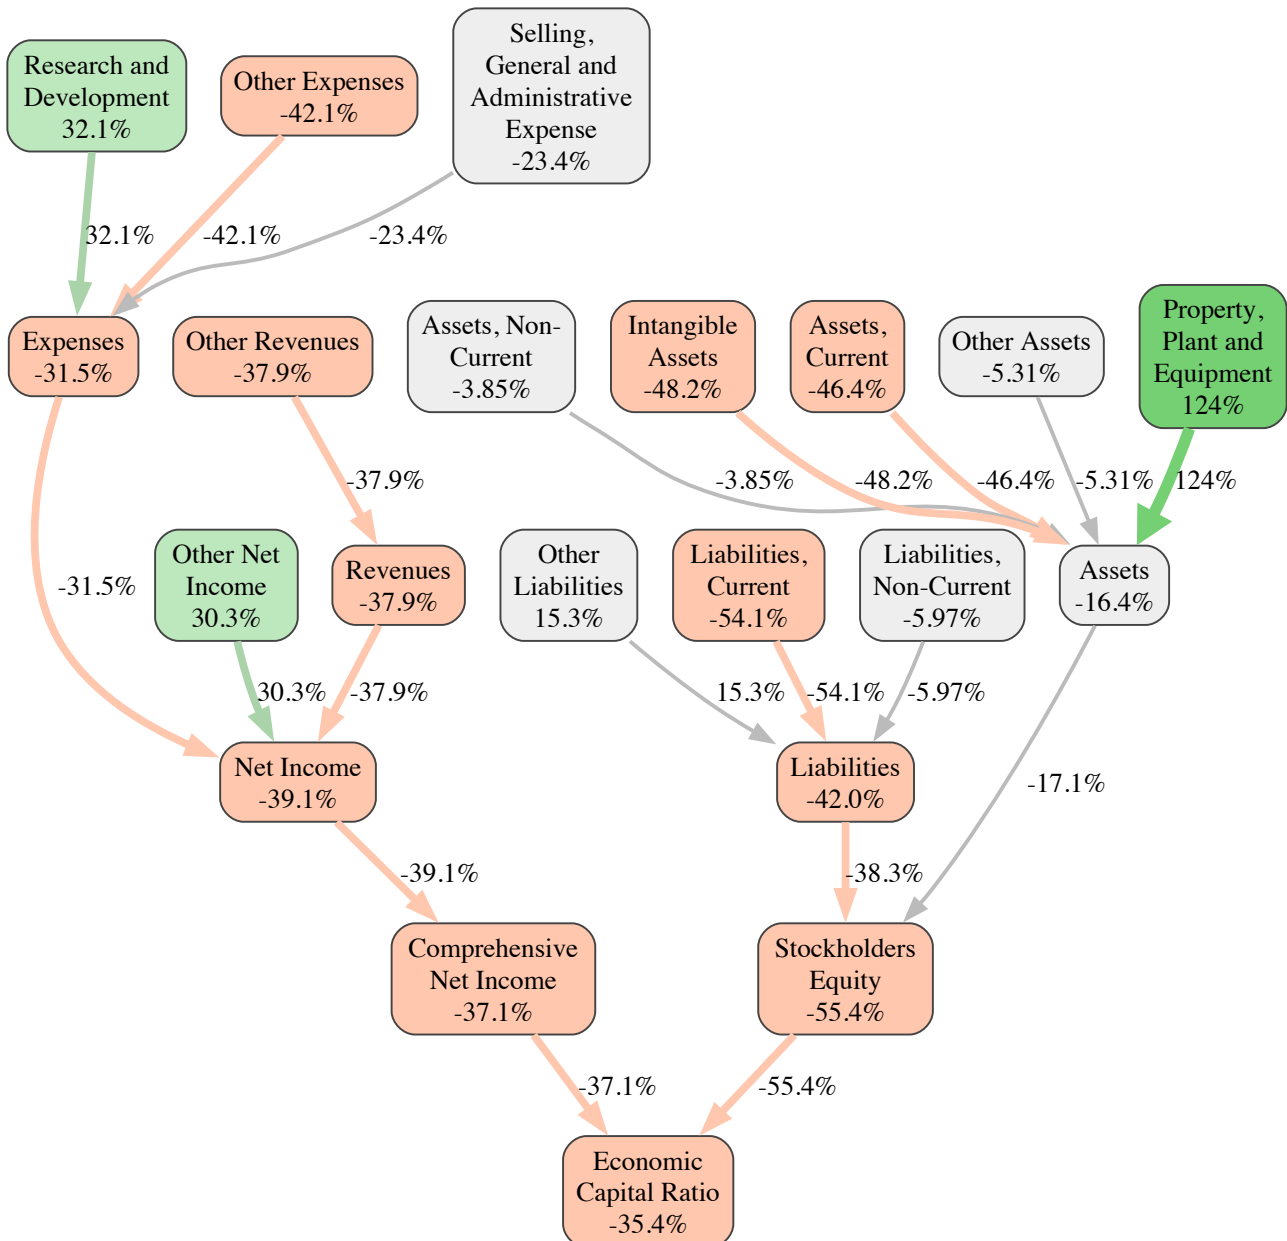 Research and
Development
32.1%
Other Expenses
-42.1%
Selling,
General and
Administrative
Expense
-23.4%
32.1%
-42.1%
-23.4%
Expenses
-31.5%
Other Revenues
-37.9%
Assets, Non-
Current
-3.85%
Intangible
Assets
-48.2%
Assets,
Current
-46.4%
Other Assets
-5.31%
Property,
Plant and
Equipment
124%
-37.9%
-3.85%
-48.2%
-46.4%
-5.31%
124%
-31.5%
Other Net
Income
30.3%
Revenues
-37.9%
Other
Liabilities
15.3%
Liabilities,
Current
-54.1%
Liabilities,
Non-Current
-5.97%
Assets
-16.4%
30.3%
-37.9%
15.3%
-54.1%
-5.97%
Net Income
-39.1%
Liabilities
-42.0%
-17.1%
-39.1%
-38.3%
Comprehensive
Net Income
-37.1%
Stockholders
Equity
-55.4%
-37.1%
-55.4%
Economic
Capital Ratio
-35.4%